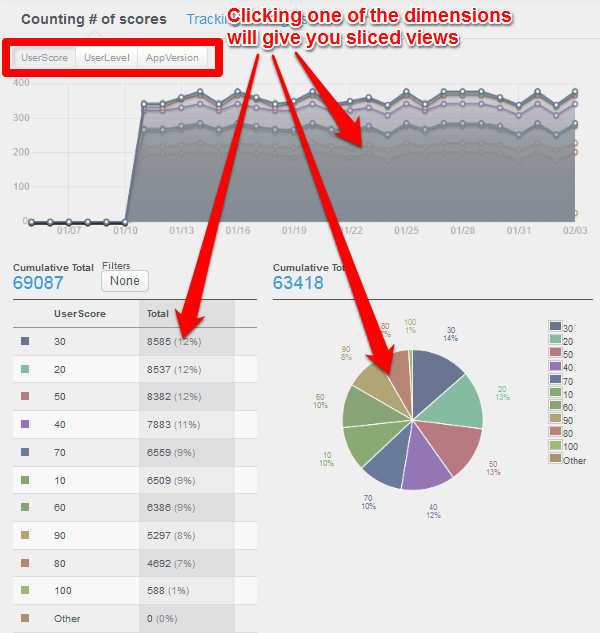 Counting # of scores
Tracking
Clicking one of the dimensions
will give you sliced views
UserScore UserLevel AppVersion
400
300
200
100
0
01/07 01/10 01/13 01/16 01/19 01/22 01/25 01/28 01/31 02/03
Cumulative Total Filters
69087 None
Cumulative Tot
63418
UserScore Total
30 8585 (12%)
20 8537 (12%)
50 8382 (12%)
40 7883 (11%)
70 6559 (9%)
10 6509 (9%)
60 6386 (9%)
90 5297 (8%)
80 4692 (7%)
100 588 (1%)
Other 0 (0%)
30
14%
20
13%
50
13%
40
12%
70
10%
10
10%
60
10%
90
8%
80
7%
100
1%
30
20
50
40
70
10
60
90
80
100
Other